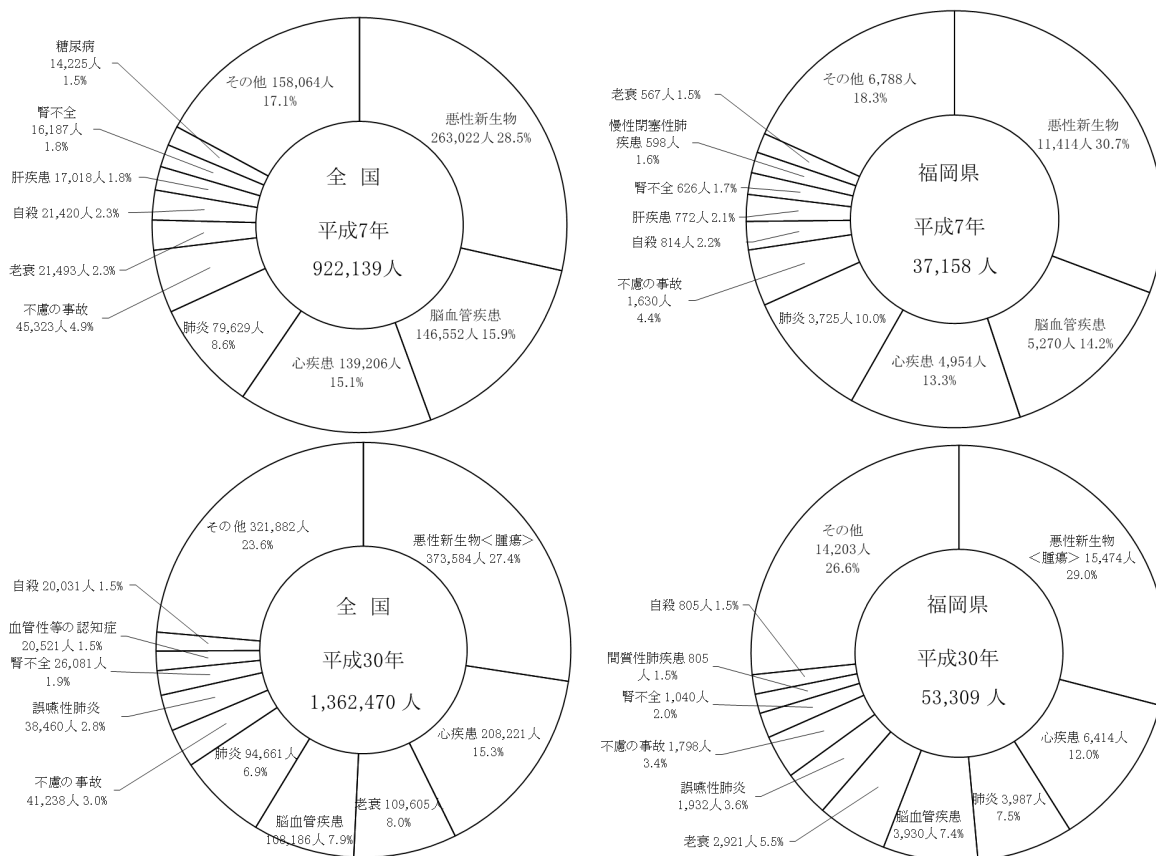 糖尿病
14,225人
1.5%
その他 158,064人
17.1%
腎不全
16,187人
1.8%
悪性新生物
263,022人 28.5%
肝疾患 17,018人 1.8%
自殺 21,420人 2.3%
老衰 21,493人 2.3%
不慮の事故
45,323人 4.9%
肺炎 79,629人
8.6%
心疾患 139,206人
15.1%
脳血管疾患
146,552人 15.9%
全 国
平成7年
922,139人
その他 6,788人
18.3%
老衰 567人 1.5%
慢性閉塞性肺
疾患 598人
1.6%
悪性新生物
11,414人 30.7%
腎不全 626人 1.7%
肝疾患 772人 2.1%
自殺 814人 2.2%
不慮の事故
1,630人
4.4%
肺炎 3,725人 10.0%
心疾患 4,954人
13.3%
脳血管疾患
5,270人 14.2%
福岡県
平成7年
37,158 人
その他 321,882人
23.6%
悪性新生物＜腫瘍＞
373,584人 27.4%
自殺 20,031人 1.5%
血管性等の認知症
20,521人 1.5%
腎不全 26,081人
1.9%
誤嚥性肺炎
38,460人 2.8%
不慮の事故
41,238人 3.0%
肺炎 94,661人
6.9%
脳血管疾患
108,186人 7.9%
老衰 109,605人
8.0%
心疾患 208,221人
15.3%
全 国
平成30年
1,362,470 人
その他
14,203人
26.6%
悪性新生物
＜腫瘍＞ 15,474人
29.0%
自殺 805人 1.5%
間質性肺疾患 805
人 1.5%
腎不全 1,040人
2.0%
不慮の事故 1,798人
3.4%
誤嚥性肺炎
1,932人 3.6%
老衰 2,921人 5.5%
脳血管疾患
3,930人 7.4%
肺炎 3,987人
7.5%
心疾患 6,414人
12.0%
福岡県
平成30年
53,309 人